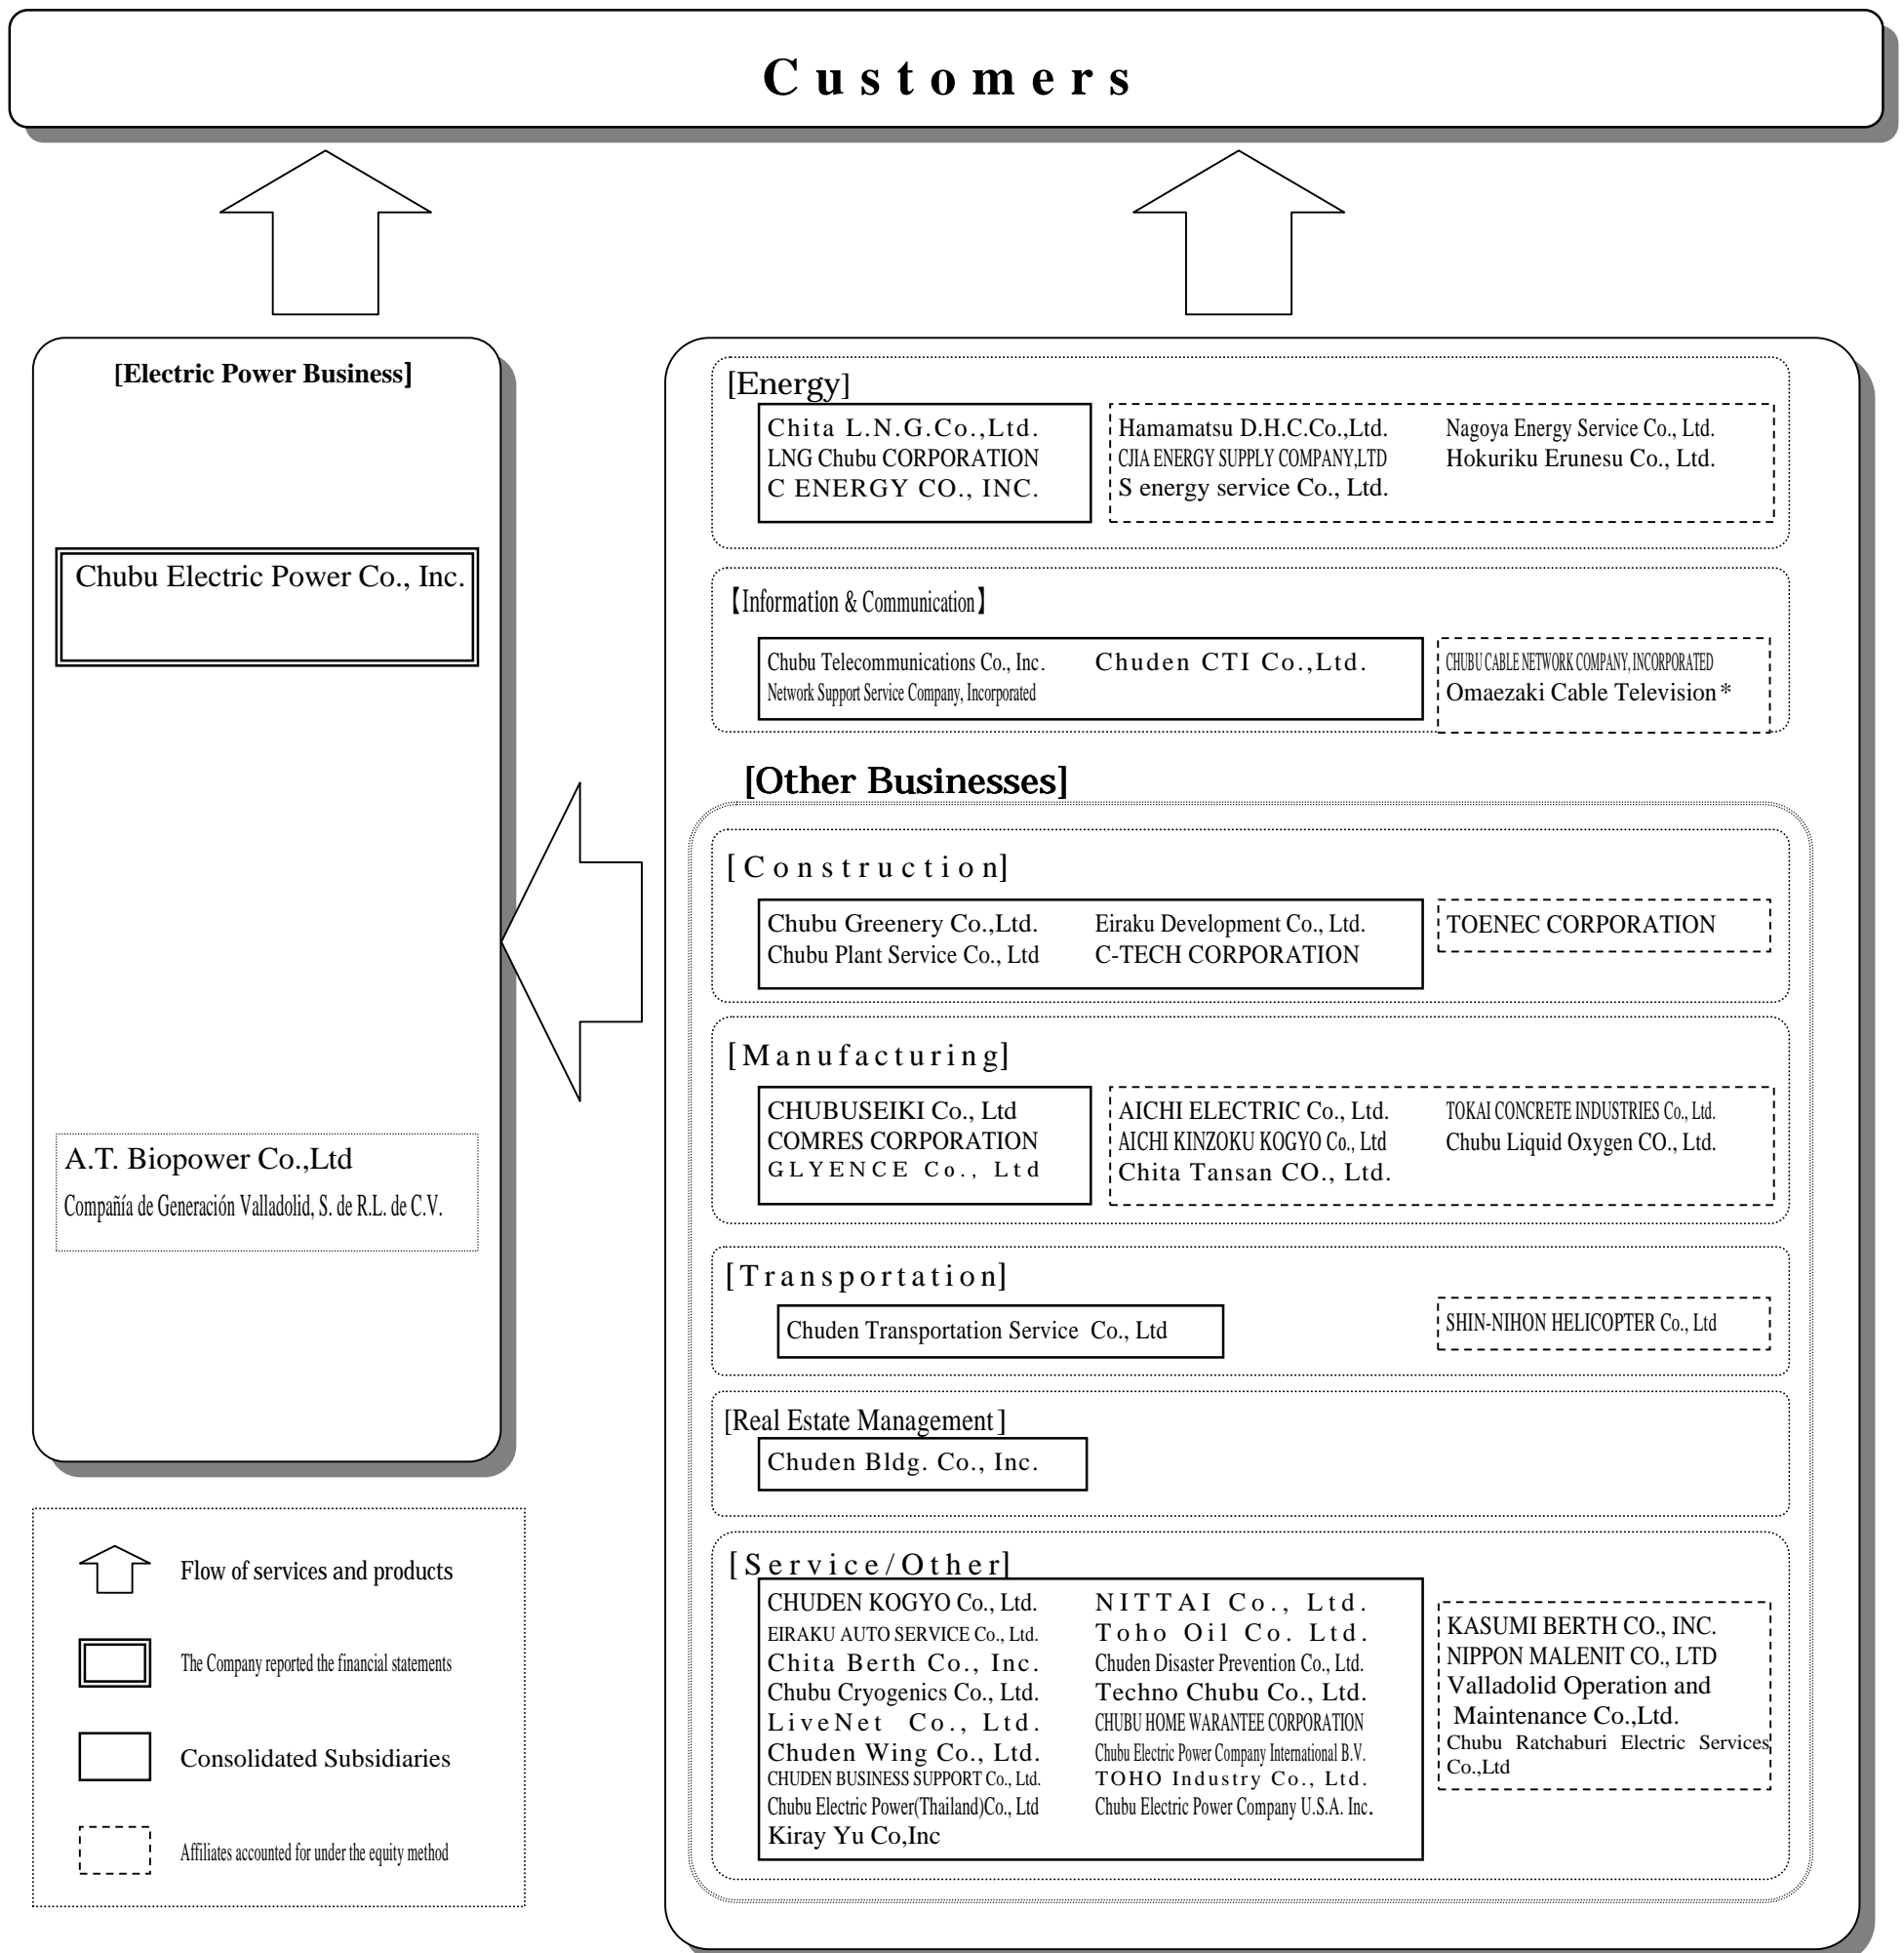 Customers
[Electric Power Business]
Chubu Electric Power Co., Inc.
A.T. Biopower Co.,Ltd
Compañía de Generación Valladolid, S. de R.L. de C.V.
Flow of services and products
The Company reported the financial statements
Consolidated Subsidiaries
Affiliates accounted for under the equity method
[Energy]
Chita L.N.G.Co.,Ltd.
LNG Chubu CORPORATION
C ENERGY CO., INC.
Hamamatsu D.H.C.Co.,Ltd.
CJIA ENERGY SUPPLY COMPANY,LTD
S energy service Co., Ltd.
Nagoya Energy Service Co., Ltd.
Hokuriku Erunesu Co., Ltd.
【Information & Communication】
Chubu Telecommunications Co., Inc.
Network Support Service Company, Incorporated
Chuden CTI Co.,Ltd.
CHUBU CABLE NETWORK COMPANY, INCORPORATED
Omaezaki Cable Television*
[Other Businesses]
[Construction]
Chubu Greenery Co.,Ltd.
Chubu Plant Service Co., Ltd
Eiraku Development Co., Ltd.
C-TECH CORPORATION
TOENEC CORPORATION
[Manufacturing]
CHUBUSEIKI Co., Ltd
COMRES CORPORATION
GLYENCE Co., Ltd
AICHI ELECTRIC Co., Ltd.
AICHI KINZOKU KOGYO Co., Ltd
Chita Tansan CO., Ltd.
TOKAI CONCRETE INDUSTRIES Co., Ltd.
Chubu Liquid Oxygen CO., Ltd.
[Transportation]
Chuden Transportation Service Co., Ltd
SHIN-NIHON HELICOPTER Co., Ltd
[Real Estate Management]
Chuden Bldg. Co., Inc.
[Service/Other]
CHUDEN KOGYO Co., Ltd.
EIRAKU AUTO SERVICE Co., Ltd.
Chita Berth Co., Inc.
Chubu Cryogenics Co., Ltd.
LiveNet Co., Ltd.
Chuden Wing Co., Ltd.
CHUDEN BUSINESS SUPPORT Co., Ltd.
Chubu Electric Power(Thailand)Co., Ltd
Kiray Yu Co,Inc
NITTAI Co., Ltd.
Toho Oil Co. Ltd.
Chuden Disaster Prevention Co., Ltd.
Techno Chubu Co., Ltd.
CHUBU HOME WARANTEE CORPORATION
Chubu Electric Power Company International B.V.
TOHO Industry Co., Ltd.
Chubu Electric Power Company U.S.A. Inc.
KASUMI BERTH CO., INC.
NIPPON MALENIT CO., LTD
Valladolid Operation and
Maintenance Co.,Ltd.
Chubu Ratchaburi Electric Services
Co.,Ltd